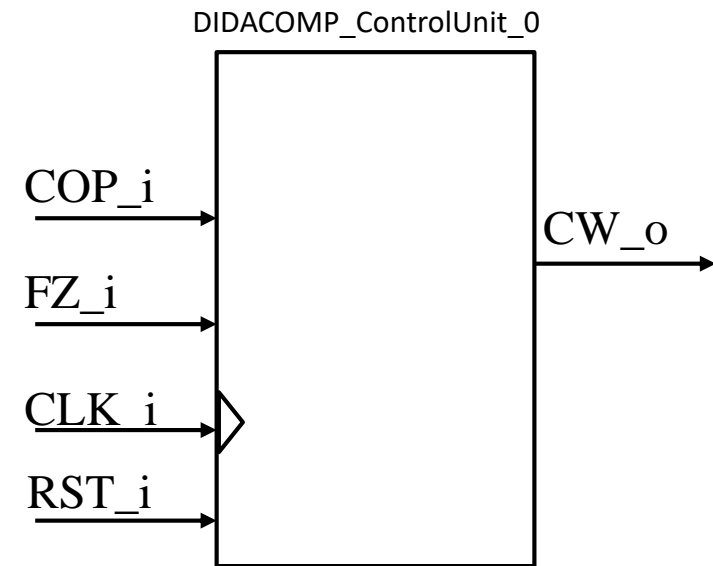 DIDACOMP_ControlUnit_0
COP_i
CW_o
FZ_i
CLK_i
RST_i